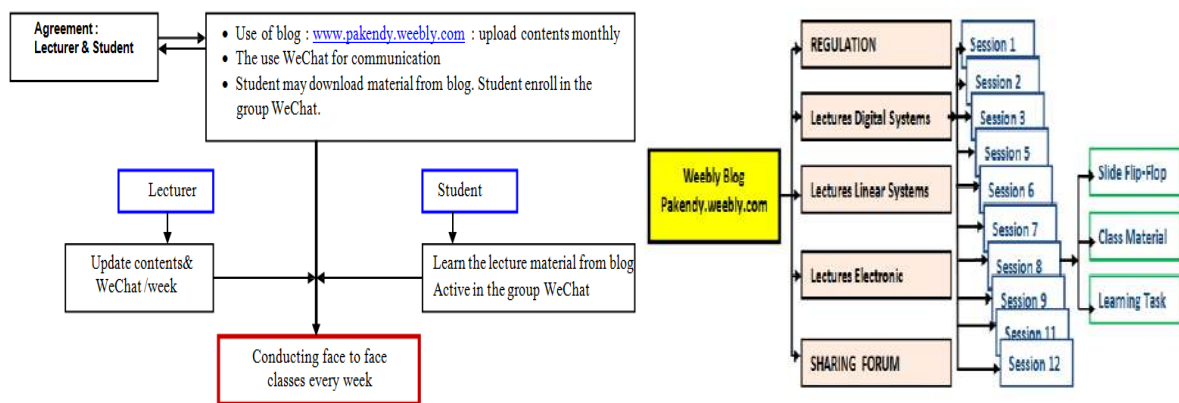 Agreement :
Lecturer & Student
• Use of blog : www.pakendy.weebly.com : upload contents monthly
• The use WeChat for communication
• Student may download material from blog. Student enroll in the
group WeChat.
Lecturer
Student
Update contents&
WeChat /week
Learn the lecture material from blog
Active in the group WeChat
Conducting face to face
classes every week
Weebly Blog
Pakendy.weebly.com
REGULATION
Lectures Digital Systems
Lectures Linear Systems
Lectures Electronic
SHARING FORUM
Session 1
Session 2
Session 3
Session 5
Session 6
Session 7
Session 8
Session 9
Session 11
Session 12
Slide Flip-Flop
Class Material
Learning Task